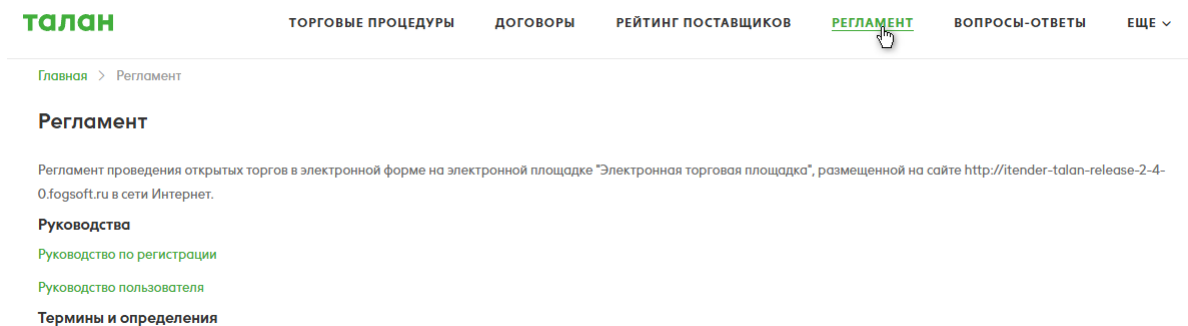 талан ТОРГОВЫЕ ПРОЦЕДУРЫ ДОГОВОРЫ РЕЙТИНГ ПОСТАВЩИКОВ РЕГЛАМЕНТ ВОПРОСЫ-ОТВЕТЫ ЕЩЕ
Главная > Регламент
Регламент
Регламент проведения открытых торгов в электронной форме на электронной площадке "Электронная торговая площадка", размещенной на сайте http://itender-talan-release-2-4-
0.fogsoft.ru в сети Интернет.
Руководства
Руководство по регистрации
Руководство пользователя
Термины и определения